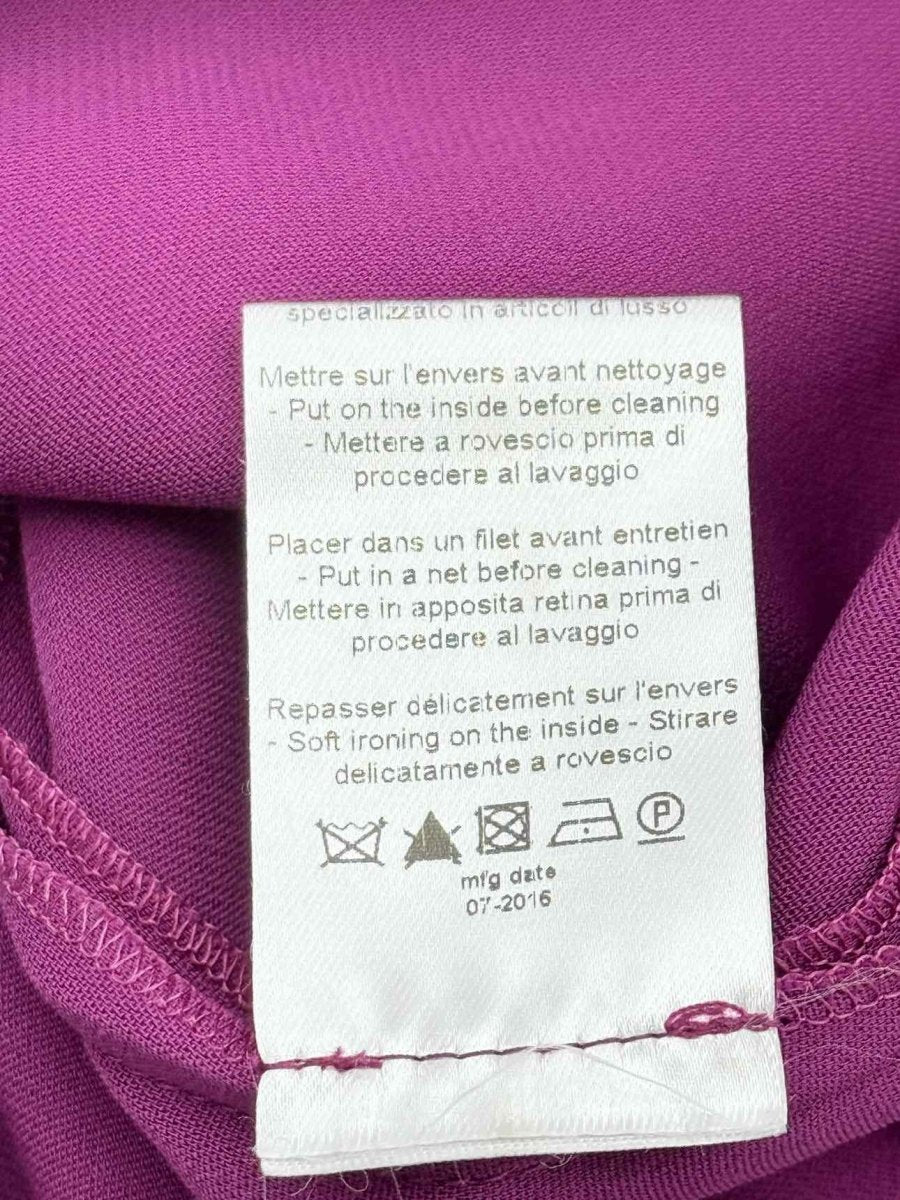 specializzato in articoli di lusso
Mettre sur l'envers avant nettoyage
- Put on the inside before cleaning
- Mettere a rovescio prima di
procedere al lavaggio
Placer dans un filet avant entretien
- Put in a net before cleaning -
Mettere in apposita retina prima di
procedere al lavaggio
Repasser délicatement sur l'envers
- Soft ironing on the inside - Stirare
delicatamente a rovescio
P
mfg date
07-2016